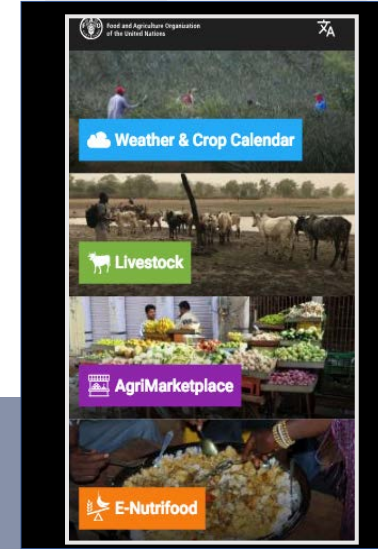 Food and Agriculture Organization
of the United Nations
Weather & Crop Calendar
Livestock
AgriMarketplace
E-Nutrifood